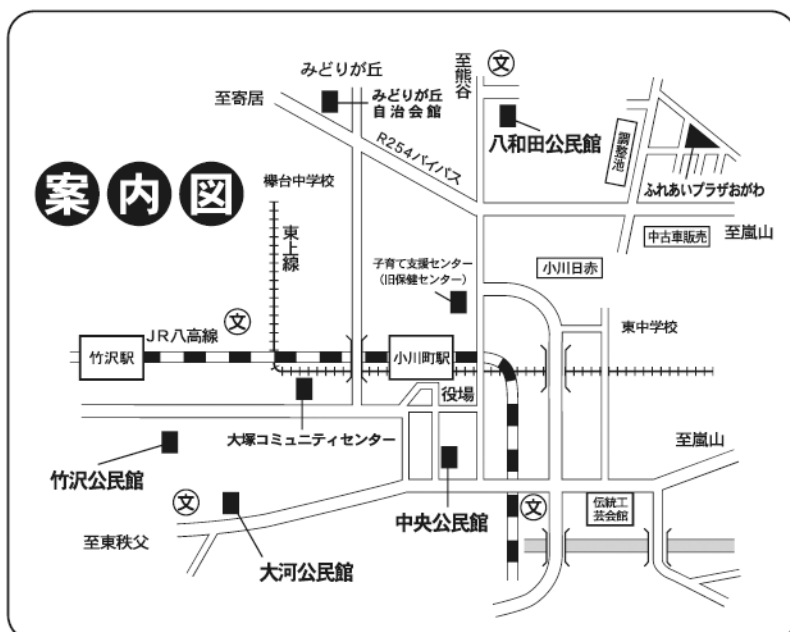 案内図
みどりが丘
至寄居
みどりが丘
自治会館
至熊谷
文
八和田公民館
調整池
ふれあいプラザおがわ
R254バイパス
欅台中学校
東上線
中古車販売
至嵐山
子育て支援センター
(旧保健センター)
小川日赤
東中学校
文
JR八高線
竹沢駅
小川町駅
役場
大塚コミュニティセンター
竹沢公民館
至嵐山
文
中央公民館
文
伝統工
芸会館
至東秩父
大河公民館